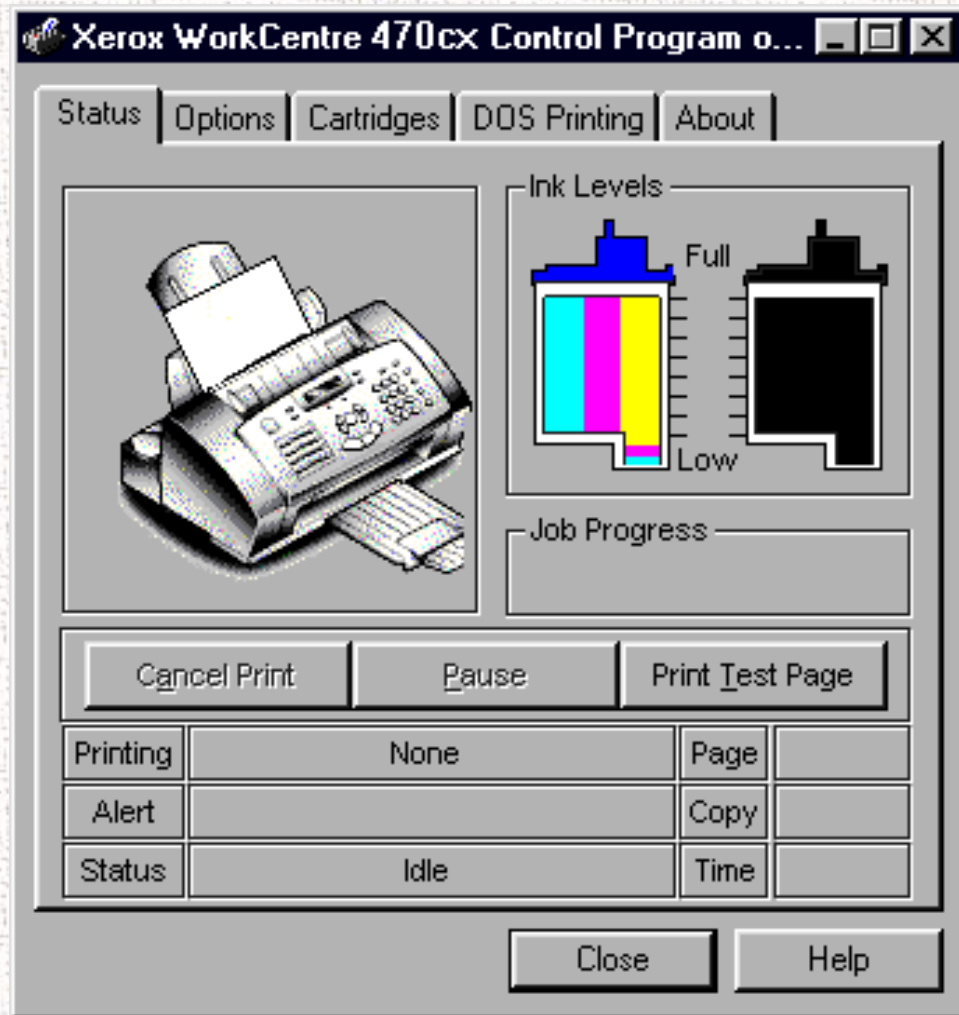 Xerox WorkCentre 470cx Control Program o...
Status Options Cartridges DOS Printing About
Ink Levels
Full
Low
Job Progress
Cancel Print Pause Print Test Page
Printing None Page
Alert Copy
Status Idle Time
Close Help